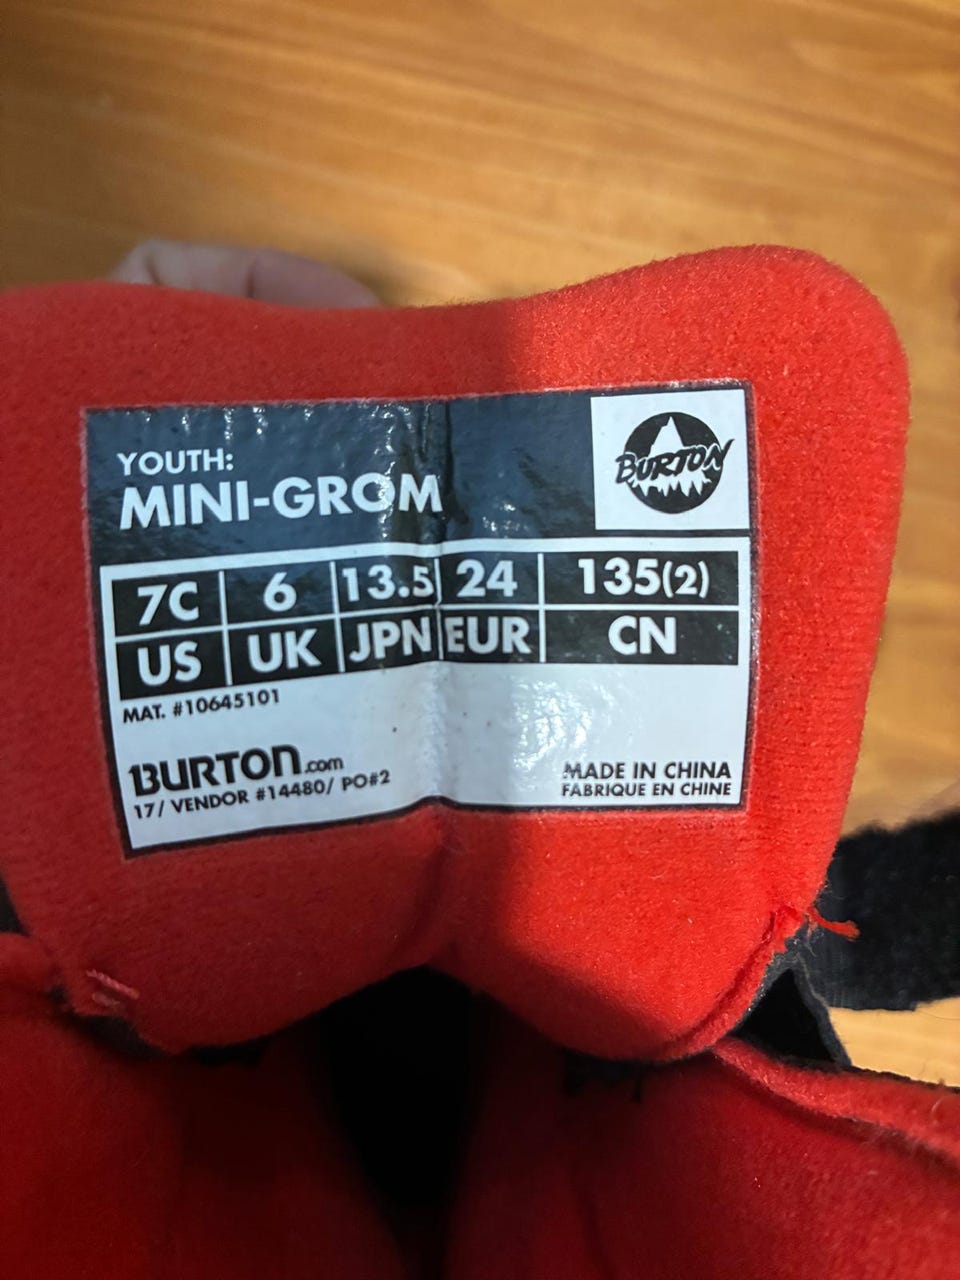 YOUTH:
MINI-GROM
BURTON
7C 6 13.5 24 135(2)
US UK JPN EUR CN
MAT. #10645101
BURTON.com
17/ VENDOR #14480/ PO#2
MADE IN CHINA
FABRIQUE EN CHINE